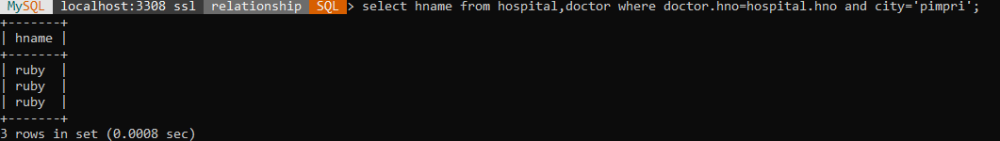 MySQL localhost:3308 ssl relationship SQL > select hname from hospital,doctor where doctor.hno=hospital.hno and city='pimpri';
+-------+
| hname |
+-------+
| ruby  |
| ruby  |
| ruby  |
+-------+
3 rows in set (0.0008 sec)